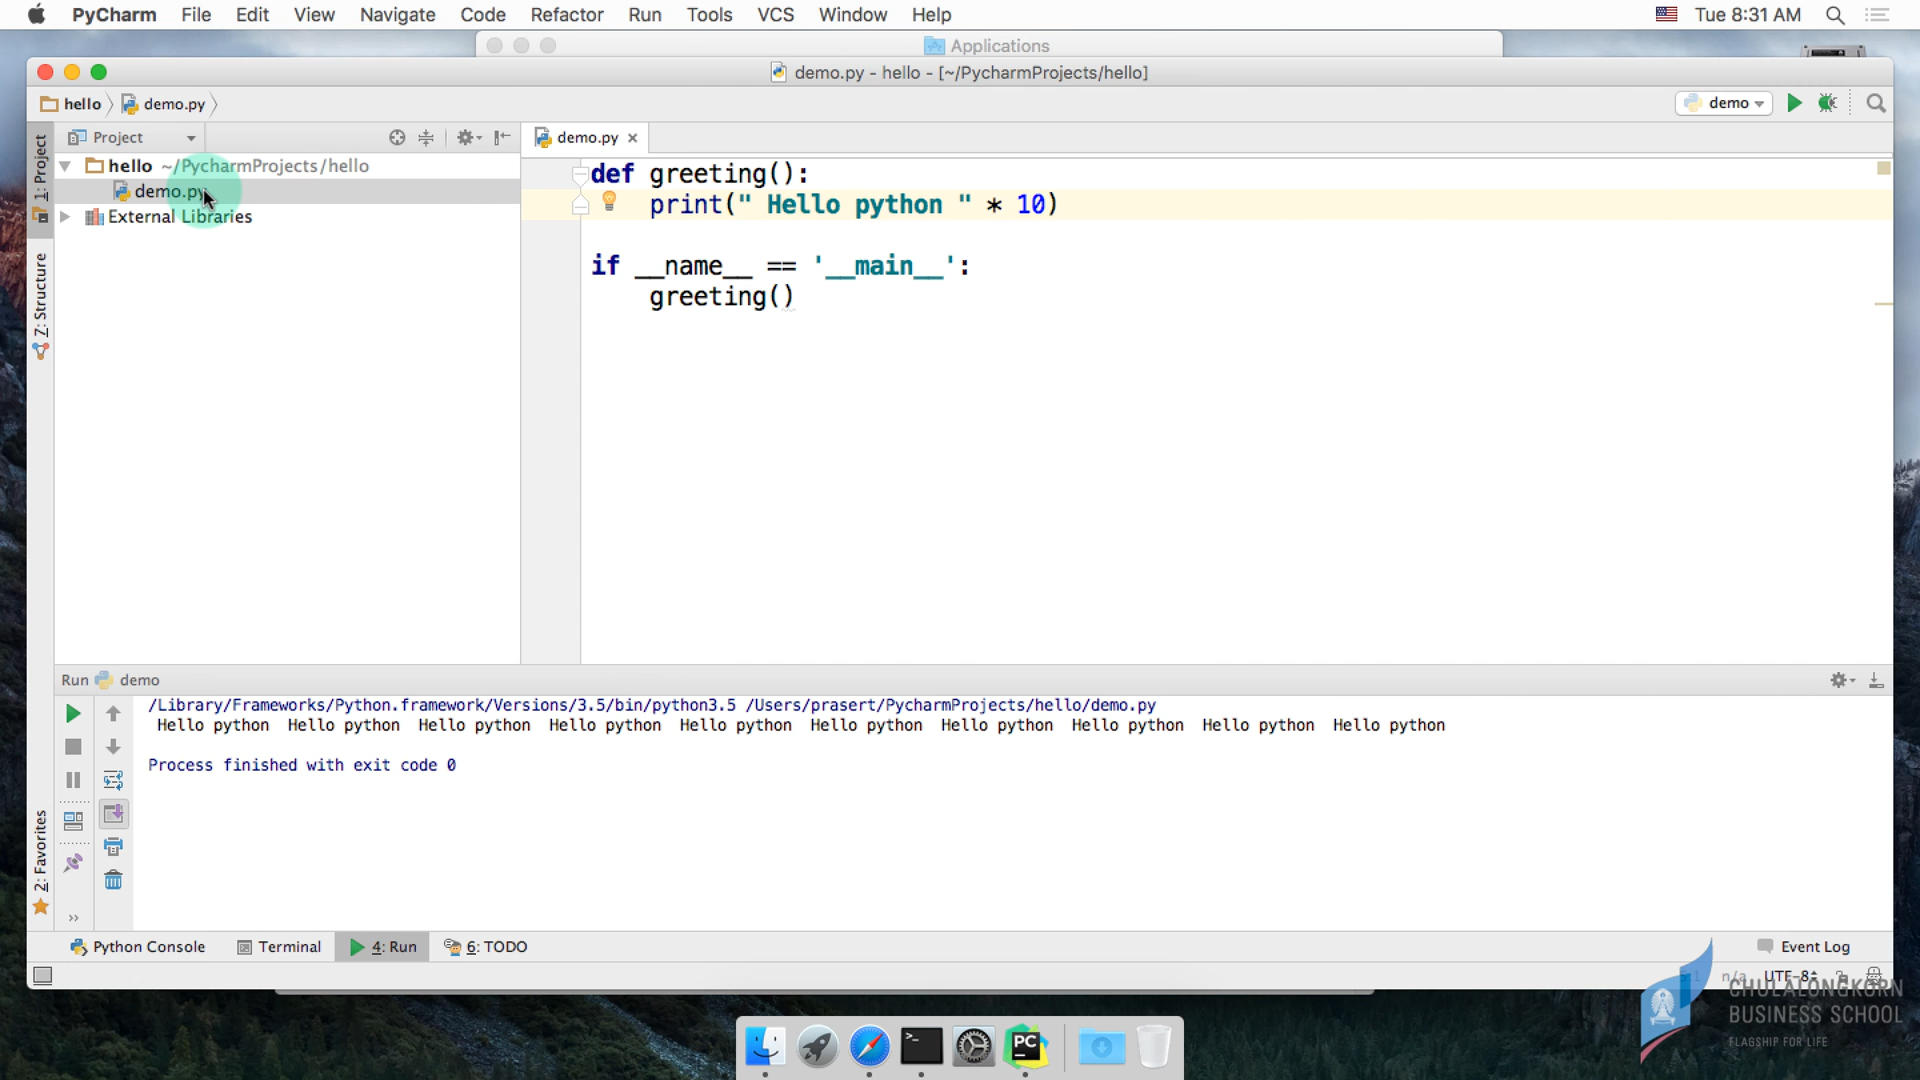 PyCharm File Edit View Navigate Code Refactor Run Tools VCS Window Help Tue 8:31 AM
Applications
demo.py - hello - [~/PycharmProjects/hello]
hello demo.py demo
1: Project
Project
demo.py
hello ~/PycharmProjects/hello
demo.py
External Libraries
def greeting():
print(" Hello python " * 10)
if __name__ == '__main__':
greeting()
Z: Structure
Run demo
/Library/Frameworks/Python.framework/Versions/3.5/bin/python3.5 /Users/prasert/PycharmProjects/hello/demo.py
Hello python  Hello python  Hello python  Hello python  Hello python  Hello python  Hello python  Hello python  Hello python  Hello python
Process finished with exit code 0
2: Favorites
Python Console Terminal 4: Run 6: TODO Event Log
n/a UTF-8
PC
CHULALONGKORN
BUSINESS SCHOOL
FLAGSHIP FOR LIFE